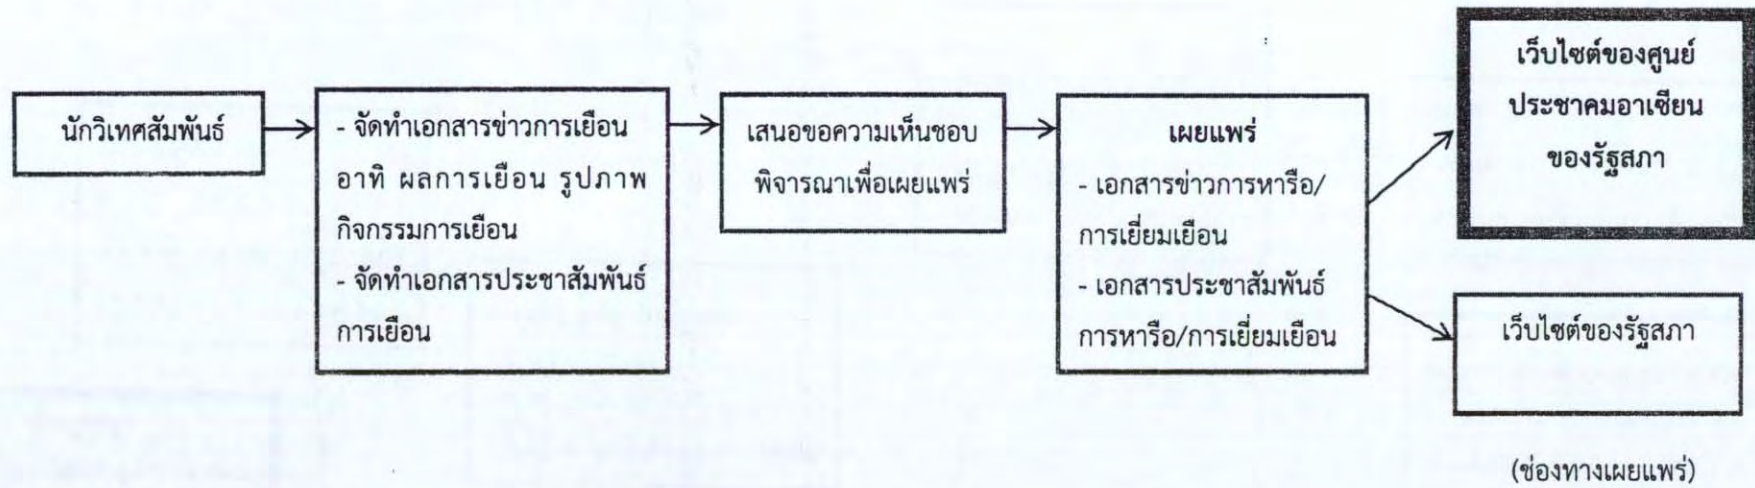 นักวิเทศสัมพันธ์
- จัดทำเอกสารข่าวการเยือน
อาทิ ผลการเยือน รูปภาพ
กิจกรรมการเยือน
- จัดทำเอกสารประชาสัมพันธ์
การเยือน
เสนอขอความเห็นชอบ
พิจารณาเพื่อเผยแพร่
เผยแพร่
- เอกสารข่าวการหารือ/
การเยี่ยมเยือน
- เอกสารประชาสัมพันธ์
การหารือ/การเยี่ยมเยือน
เว็บไซต์ของศูนย์
ประชาคมอาเซียน
ของรัฐสภา
เว็บไซต์ของรัฐสภา
(ช่องทางเผยแพร่)